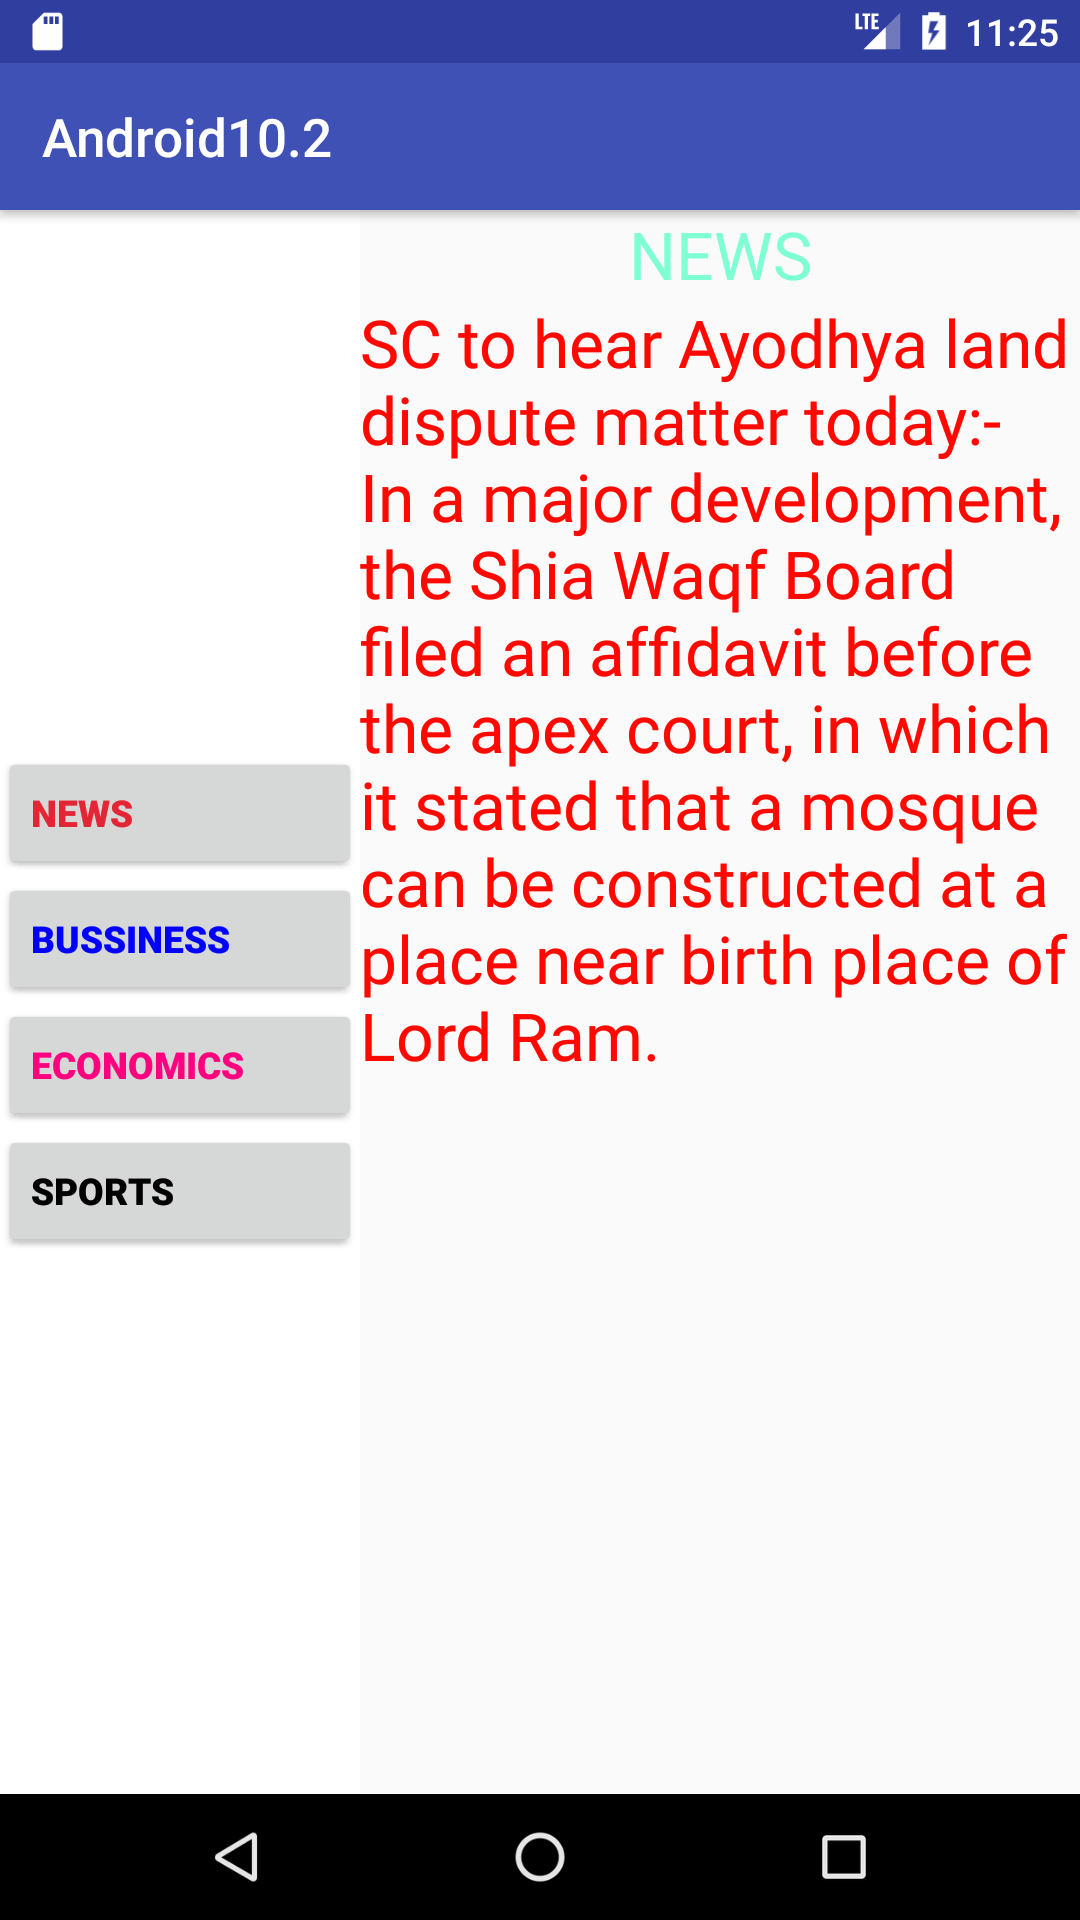 LTE 11:25
Android10.2
NEWS
SC to hear Ayodhya land
dispute matter today:-
In a major development,
the Shia Waqf Board
filed an affidavit before
the apex court, in which
it stated that a mosque
can be constructed at a
place near birth place of
Lord Ram.
NEWS
BUSSINESS
ECONOMICS
SPORTS